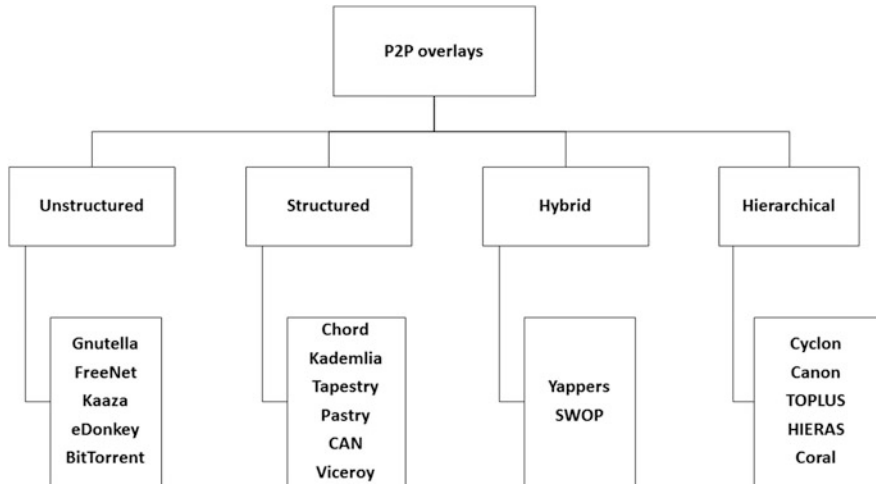 P2P overlays
Unstructured
Structured
Hybrid
Hierarchical
Gnutella
FreeNet
Kaaza
eDonkey
BitTorrent
Chord
Kademlia
Tapestry
Pastry
CAN
Viceroy
Yappers
SWOP
Cyclon
Canon
TOPLUS
HIERAS
Coral